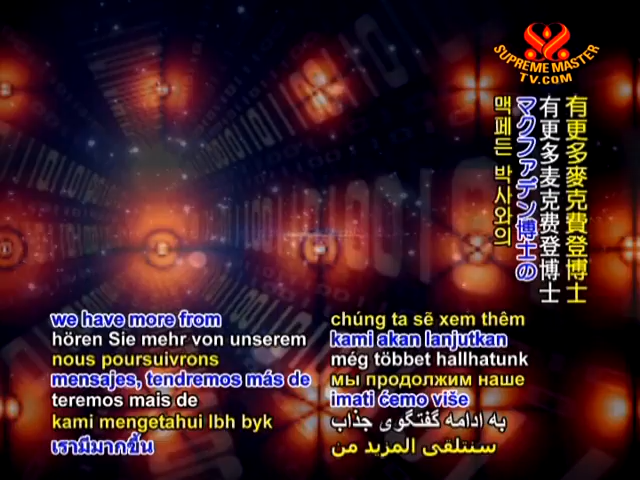 SUPREME MASTER
TV.COM
有更多麥克費登博士
有更多麦克费登博士
マクファデン博士の
맥페든 박사와의
we have more from
hören Sie mehr von unserem
nous poursuivrons
mensajes, tendremos más de
teremos mais de
kami mengetahui lbh byk
เรามีมากขึ้น
chúng ta sẽ xem thêm
kami akan lanjutkan
még többet hallhatunk
мы продолжим наше
imati ćemo više
به ادامه گفتگوی جذاب
سنتلقى المزيد من